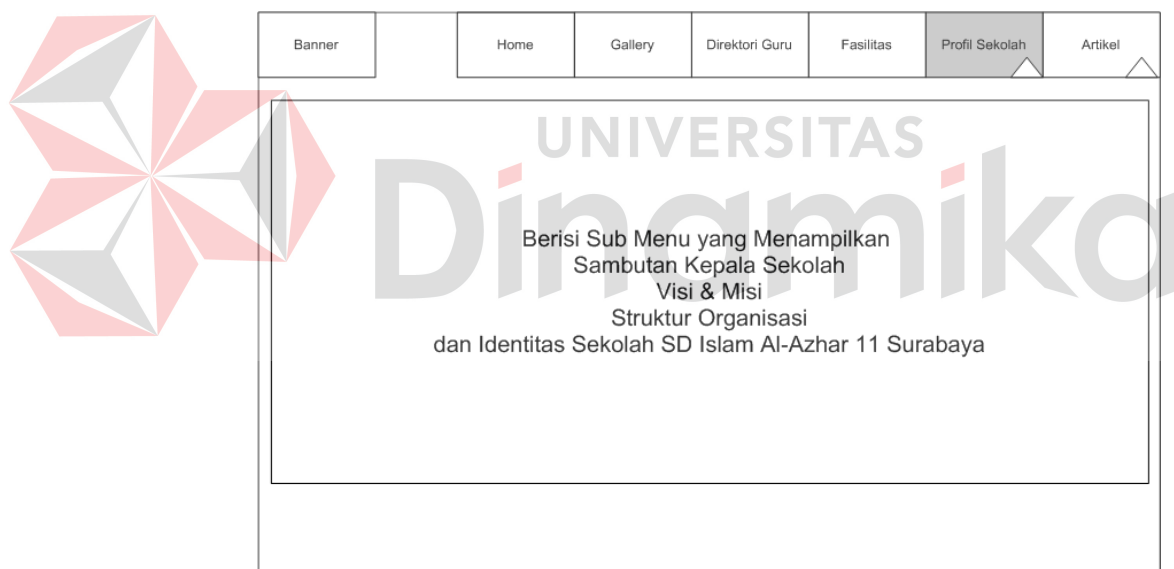 Banner
Home
Gallery
Direktori Guru
Fasilitas
Profil Sekolah
Artikel
UNIVERSITAS
Dinamika
Berisi Sub Menu yang Menampilkan
Sambutan Kepala Sekolah
Visi & Misi
Struktur Organisasi
dan Identitas Sekolah SD Islam Al-Azhar 11 Surabaya